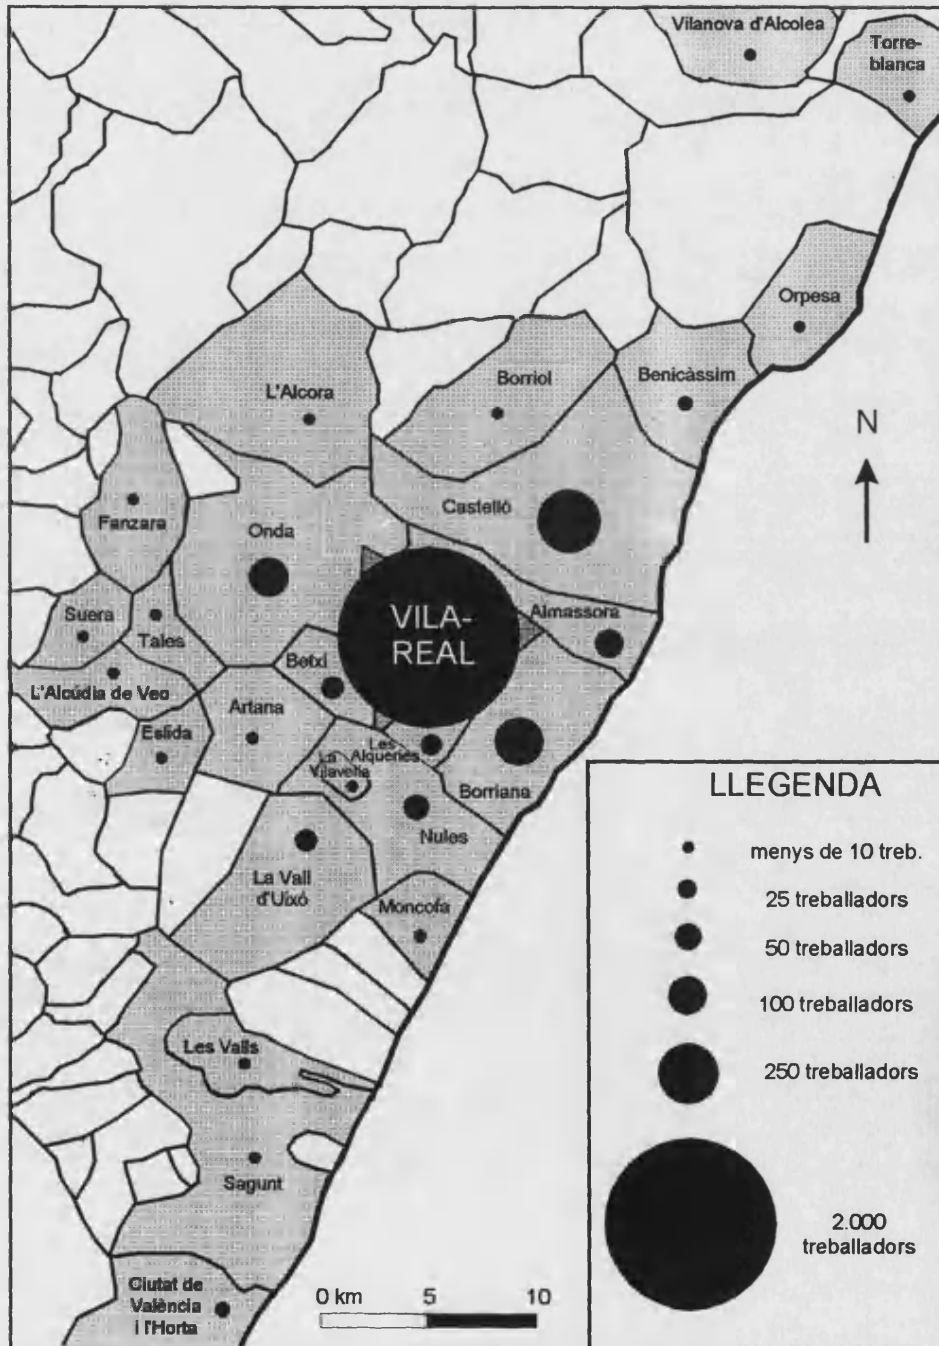 Vilanova d'Alcolea
Torre-
blanca
Orpesa
L'Alcora
Borriol
Benicàssim
N
Fanzara
Onda
Castelló
VILA-
REAL
Almassora
Suera
Tales
Betxí
L'Alcúdia de Veo
Artana
Eslida
Les
Alqueries
La
Vilavella
Borriana
Nules
La Vall
d'Uixó
Moncofa
Les Valls
Sagunt
Ciutat de
València
i l'Horta
0 km 5 10
LLEGENDA
menys de 10 treb.
25 treballadors
50 treballadors
100 treballadors
250 treballadors
2.000
treballadors